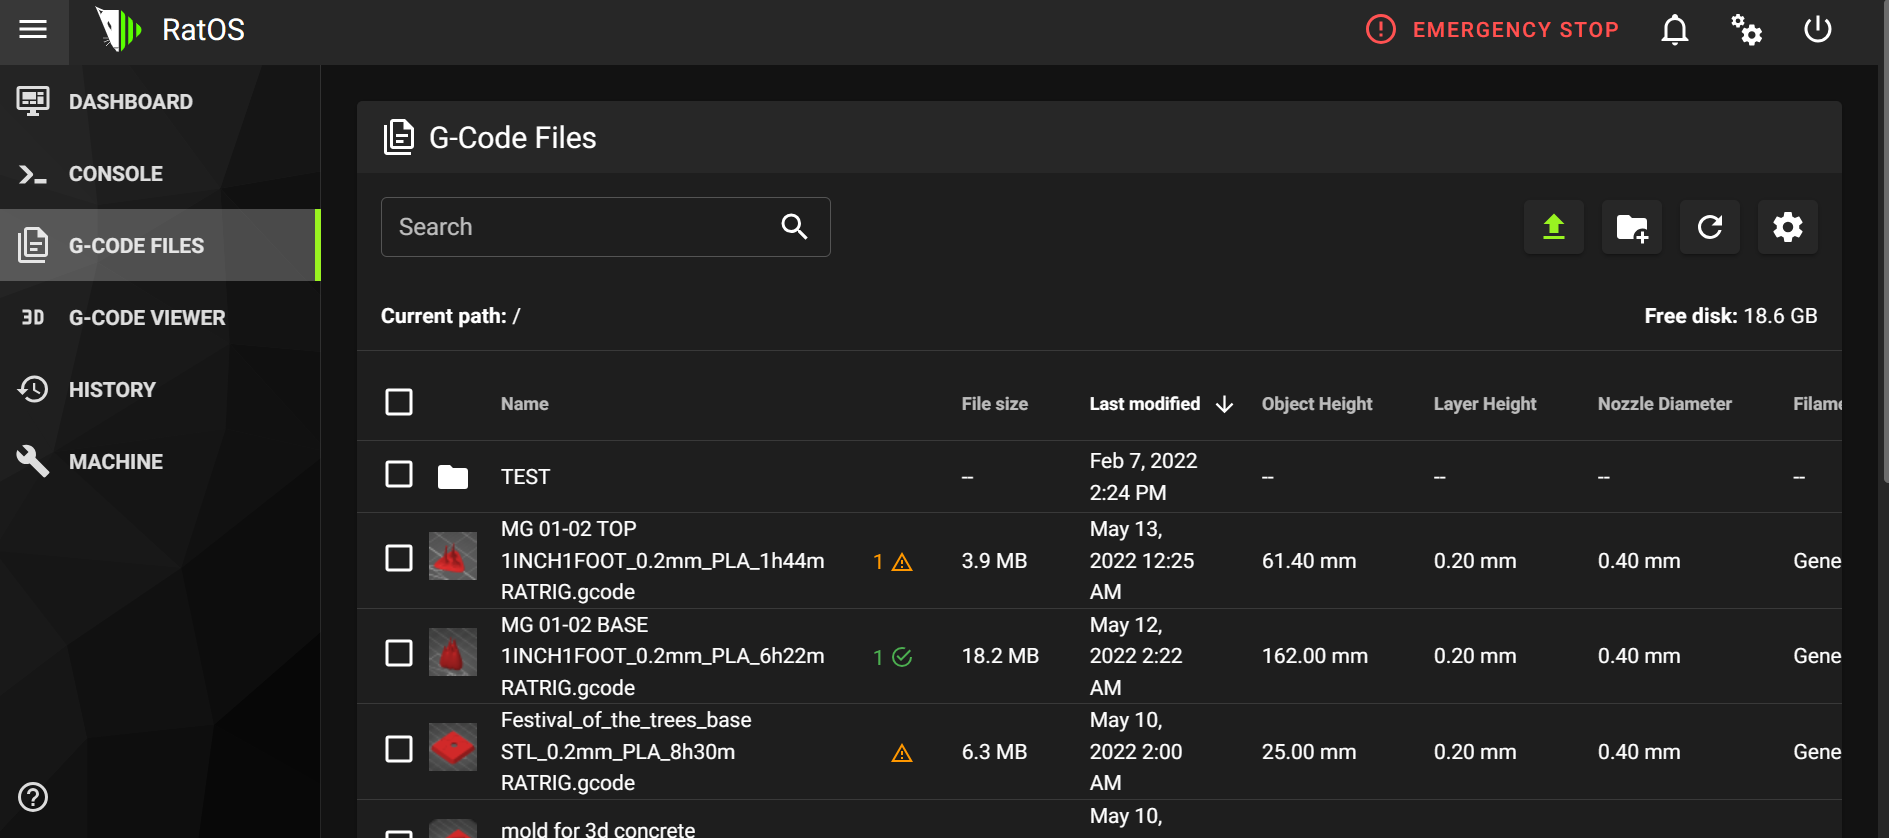 RatOS
EMERGENCY STOP
DASHBOARD
CONSOLE
G-CODE FILES
3D G-CODE VIEWER
HISTORY
MACHINE
G-Code Files
Search
Current path: /
Free disk: 18.6 GB
Name File size Last modified Object Height Layer Height Nozzle Diameter Filame
TEST -- Feb 7, 2022 2:24 PM -- -- -- --
MG 01-02 TOP
1INCH1FOOT_0.2mm_PLA_1h44m
RATRIG.gcode
1
3.9 MB
May 13,
2022 12:25
AM
61.40 mm
0.20 mm
0.40 mm
Gene
MG 01-02 BASE
1INCH1FOOT_0.2mm_PLA_6h22m
RATRIG.gcode
1
18.2 MB
May 12,
2022 2:22
AM
162.00 mm
0.20 mm
0.40 mm
Gene
Festival_of_the_trees_base
STL_0.2mm_PLA_8h30m
RATRIG.gcode
6.3 MB
May 10,
2022 2:00
AM
25.00 mm
0.20 mm
0.40 mm
Gene
mold for 3d concrete
May 10,